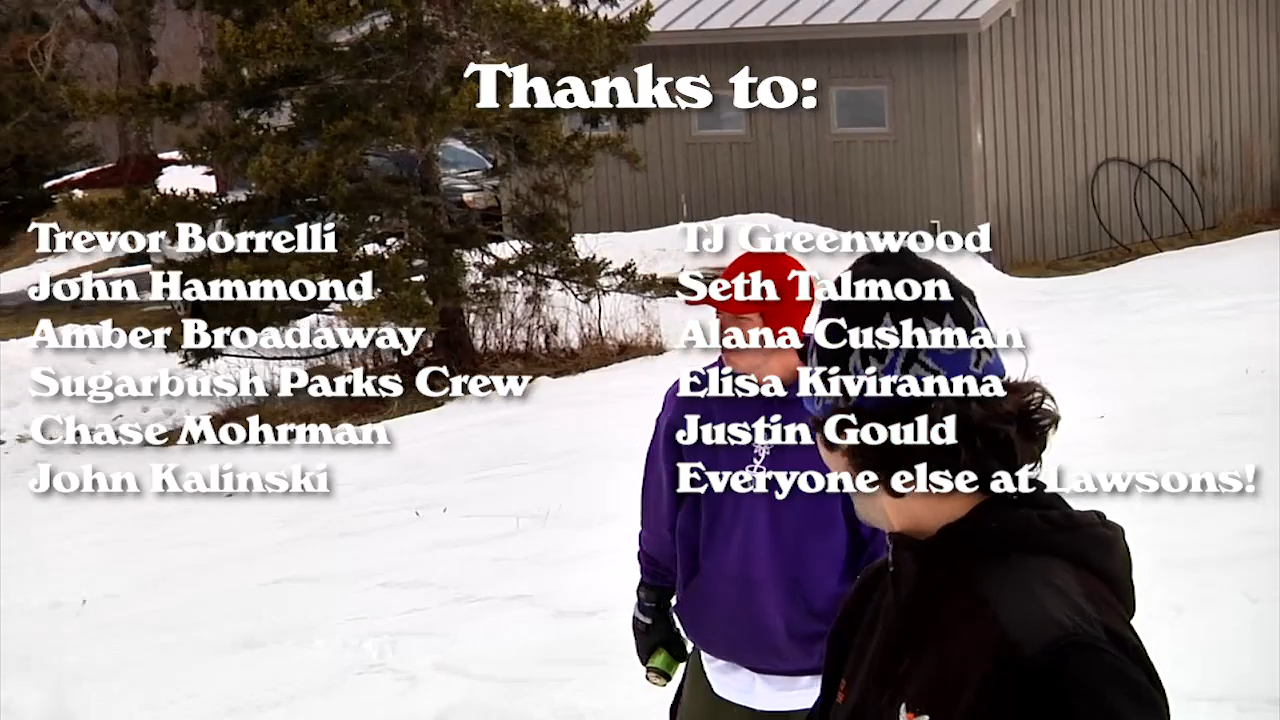 Thanks to:
Trevor Borrelli
John Hammond
Amber Broadaway
Sugarbush Parks Crew
Chase Mohrman
John Kalinski
TJ Greenwood
Seth Talmon
Alana Cushman
Elisa Kiviranna
Justin Gould
Everyone else at Lawsons!